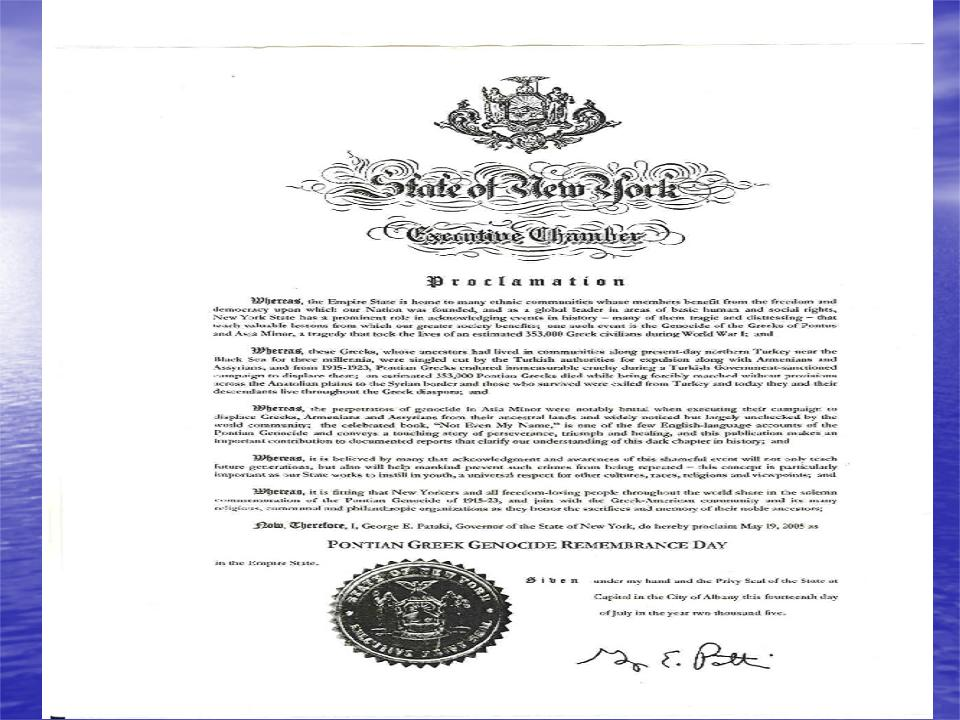 State of New York
Executive Chamber
Proclamation
Whereas, the Empire State is home to many ethnic communities whose members benefit from the freedom and
democracy upon which our Nation was founded, and as a global leader in areas of basic human and social rights,
New York State has a prominent role in acknowledging events in history – many of them tragic and distressing – that
teach valuable lessons from which our greater society benefits; one such event is the Genocide of the Greeks of Pontus
and Asia Minor, a tragedy that took the lives of an estimated 353,000 Greek civilians during World War I; and
Whereas, these Greeks, whose ancestors had lived in communities along present-day northern Turkey near the
Black Sea for three millennia, were singled out by the Turkish authorities for expulsion along with Armenians and
Assyrians, and from 1915-1923, Pontian Greeks endured immeasurable cruelty during a Turkish Government-sanctioned
campaign to displace them; an estimated 353,000 Pontian Greeks died while being forcibly marched without provisions
across the Anatolian plains to the Syrian border and those who survived were exiled from Turkey and today they and their
descendants live throughout the Greek diaspora; and
Whereas, the perpetrators of genocide in Asia Minor were notably brutal when executing their campaign to
displace Greeks, Armenians and Assyrians from their ancestral lands and widely noticed but largely unchecked by the
world community; the celebrated book, "Not Even My Name," is one of the few English-language accounts of the
Pontian Genocide and conveys a touching story of perseverance, triumph and healing, and this publication makes an
important contribution to documented reports that clarify our understanding of this dark chapter in history; and
Whereas, it is believed by many that acknowledgment and awareness of this shameful event will not only teach
future generations, but also will help mankind prevent such crimes from being repeated – this concept is particularly
important as our State works to instill in youth, a universal respect for other cultures, races, religions and viewpoints; and
Whereas, it is fitting that New Yorkers and all freedom-loving people throughout the world share in the solemn
commemoration of the Pontian Genocide of 1915-23, and join with the Greek-American community and its many
religious, communal and philanthropic organizations as they honor the sacrifices and memory of their noble ancestors;
Now, Therefore, I, George E. Pataki, Governor of the State of New York, do hereby proclaim May 19, 2005 as
PONTIAN GREEK GENOCIDE REMEMBRANCE DAY
in the Empire State.
Given under my hand and the Privy Seal of the State at
Capitol in the City of Albany this fourteenth day
of July in the year two thousand five.
STATE OF NEW YORK